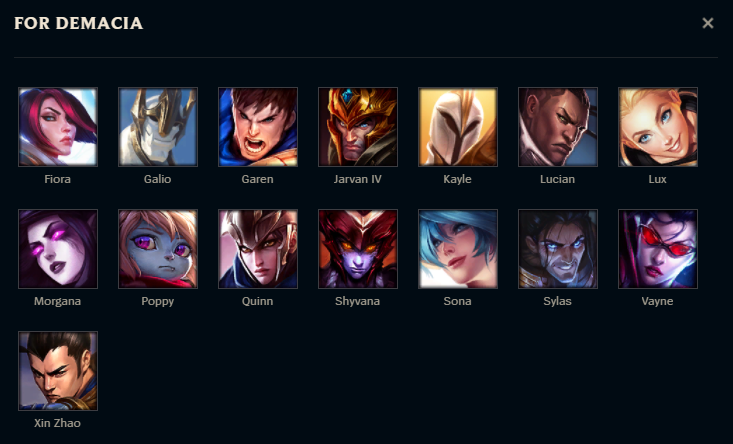 FOR DEMACIA
Fiora Galio Garen Jarvan IV Kayle Lucian Lux
Morgana Poppy Quinn Shyvana Sona Sylas Vayne
Xin Zhao